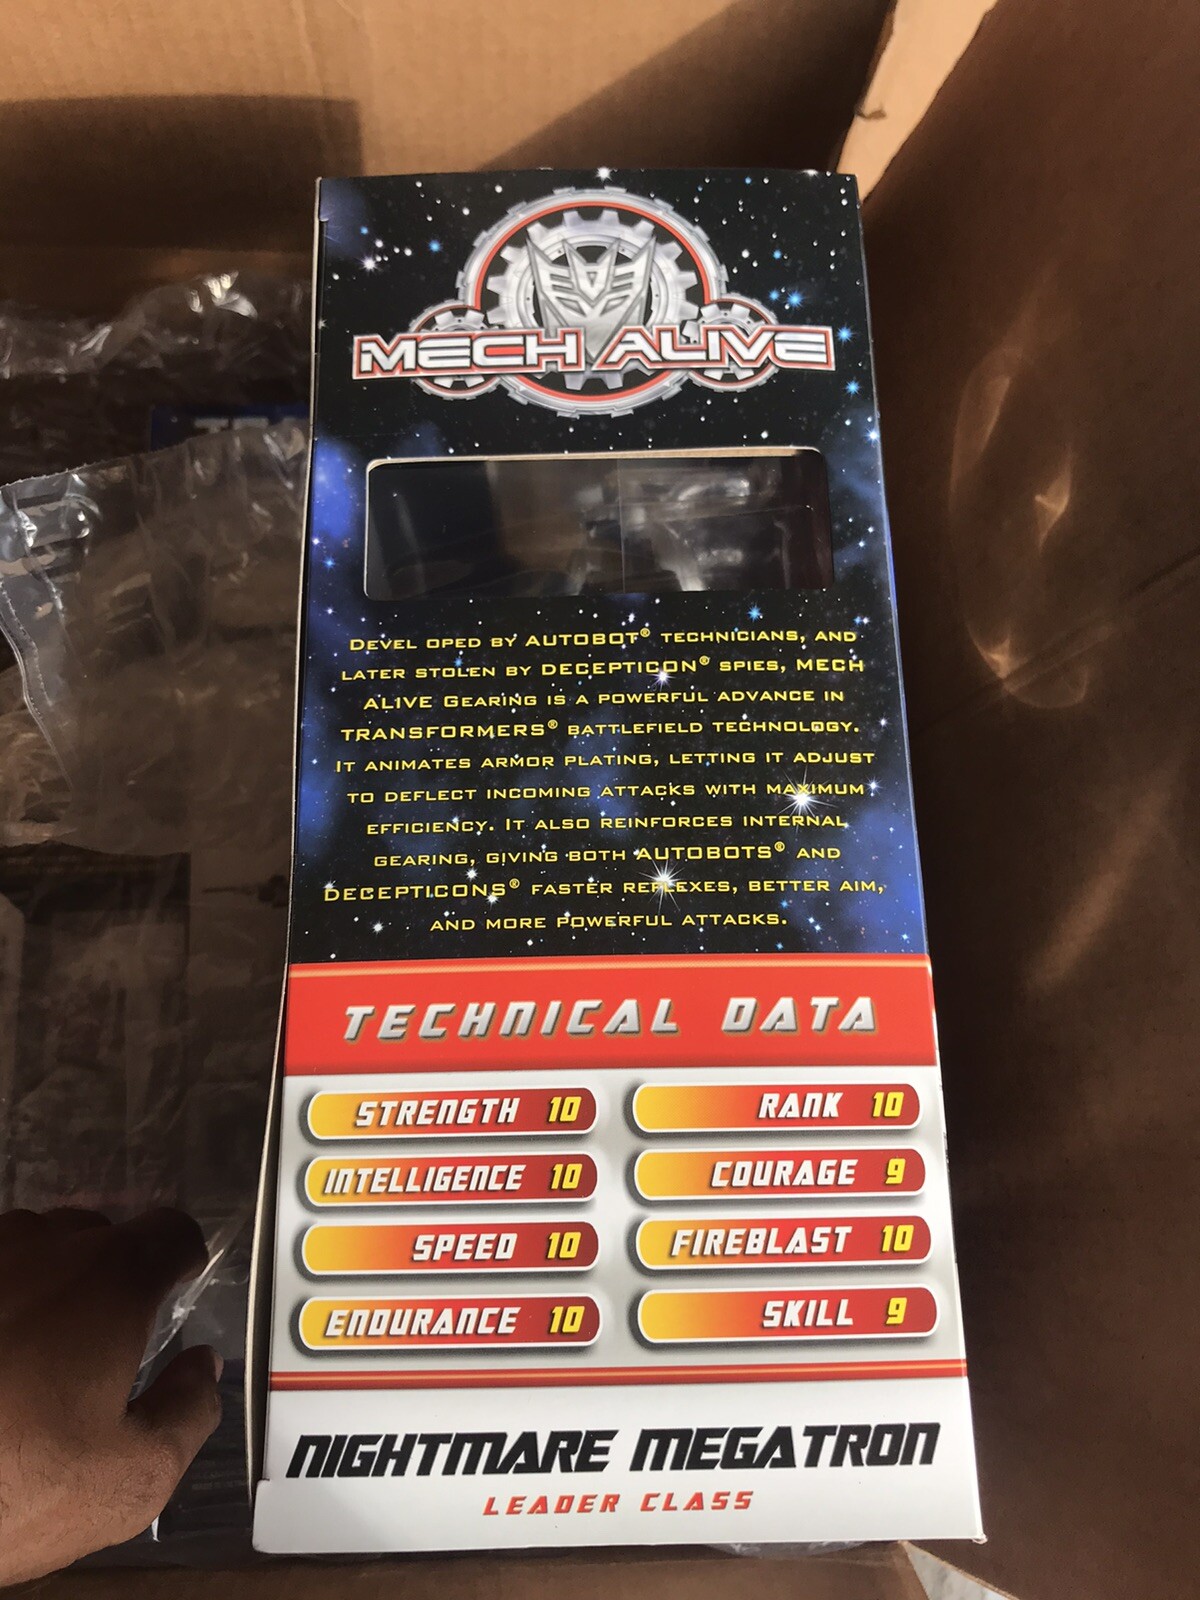 MECH ALIVE
DEVEL OPED BY AUTOBOT® TECHNICIANS, AND
LATER STOLEN BY DECEPTICON® SPIES, MECH
ALIVE GEARING IS A POWERFUL ADVANCE IN
TRANSFORMERS® BATTLEFIELD TECHNOLOGY.
IT ANIMATES ARMOR PLATING, LETTING IT ADJUST
TO DEFLECT INCOMING ATTACKS WITH MAXIMUM
EFFICIENCY. IT ALSO REINFORCES INTERNAL
GEARING, GIVING BOTH AUTOBOTS® AND
DECEPTICONS® FASTER REFLEXES, BETTER AIM,
AND MORE POWERFUL ATTACKS.
TECHNICAL DATA
STRENGTH 10
RANK 10
INTELLIGENCE 10
COURAGE 9
SPEED 10
FIREBLAST 10
ENDURANCE 10
SKILL 9
NIGHTMARE MEGATRON
LEADER CLASS